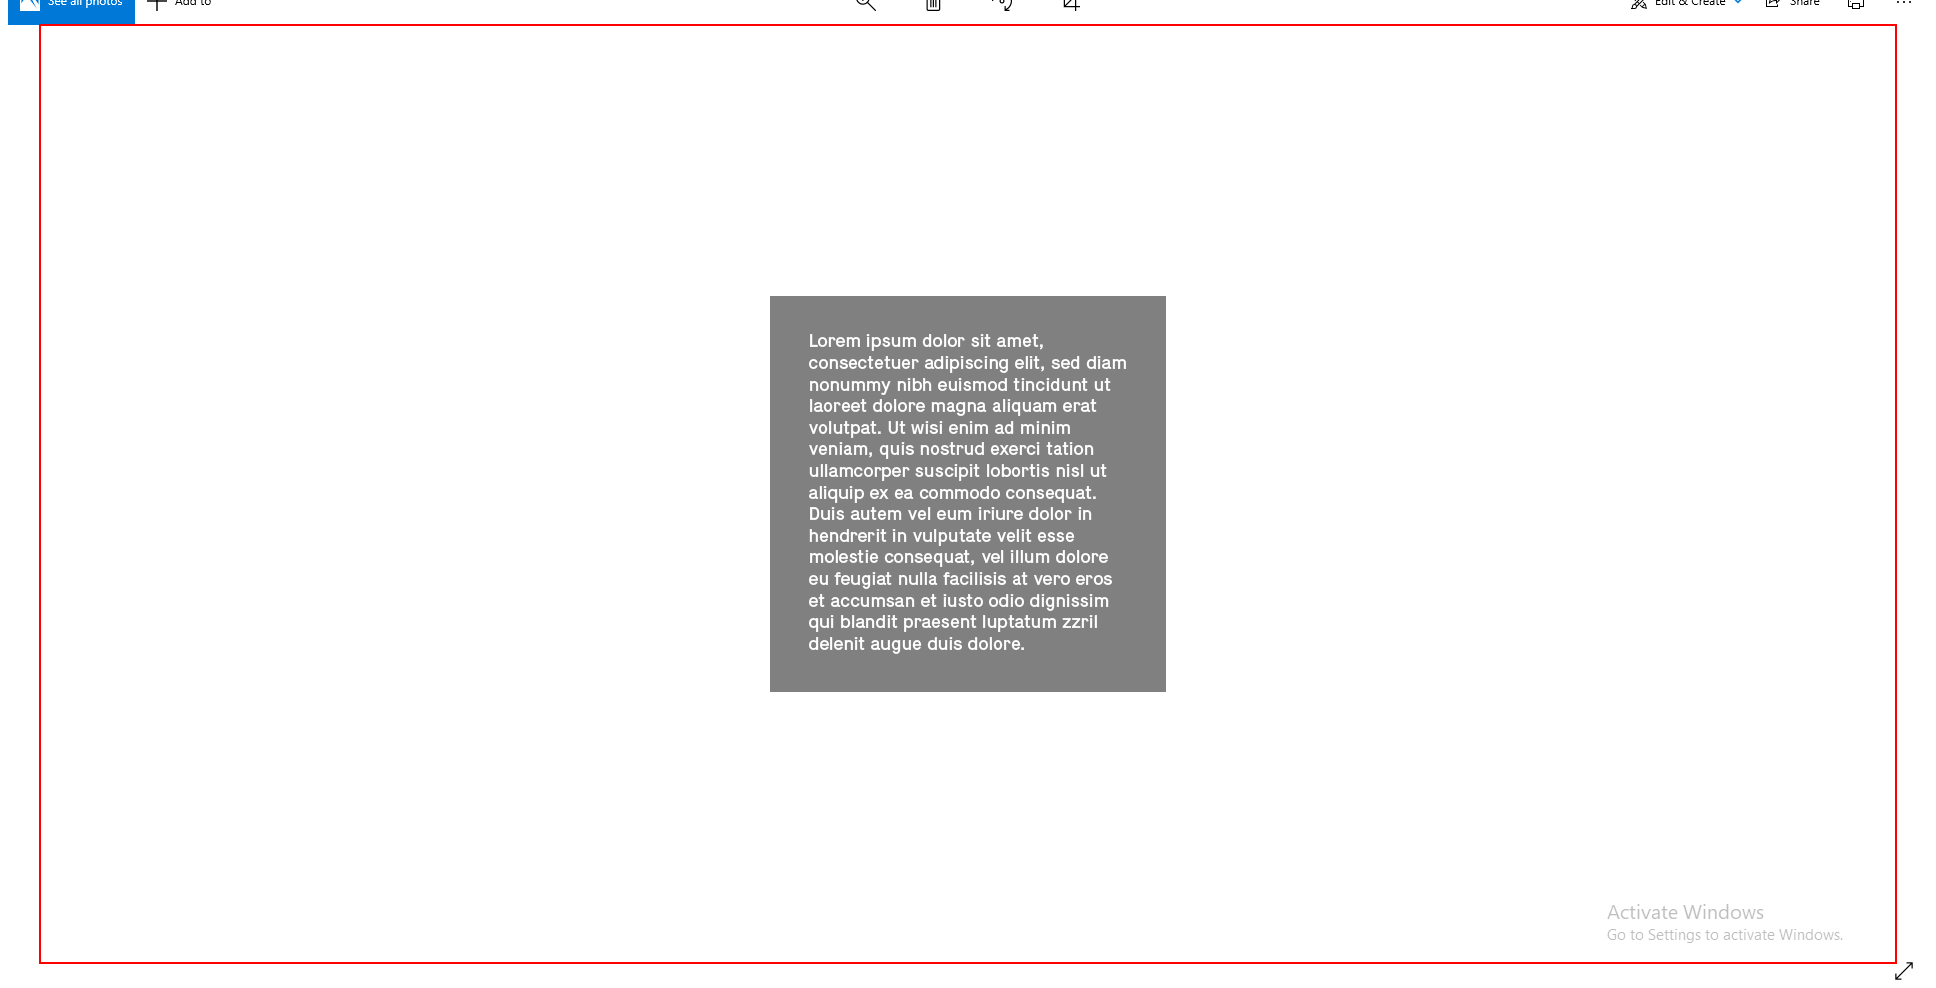 See all photos
Add to
Edit & Create
Share
Lorem ipsum dolor sit amet,
consectetuer adipiscing elit, sed diam
nonummy nibh euismod tincidunt ut
laoreet dolore magna aliquam erat
volutpat. Ut wisi enim ad minim
veniam, quis nostrud exerci tation
ullamcorper suscipit lobortis nisl ut
aliquip ex ea commodo consequat.
Duis autem vel eum iriure dolor in
hendrerit in vulputate velit esse
molestie consequat, vel illum dolore
eu feugiat nulla facilisis at vero eros
et accumsan et iusto odio dignissim
qui blandit praesent luptatum zzril
delenit augue duis dolore.
Activate Windows
Go to Settings to activate Windows.